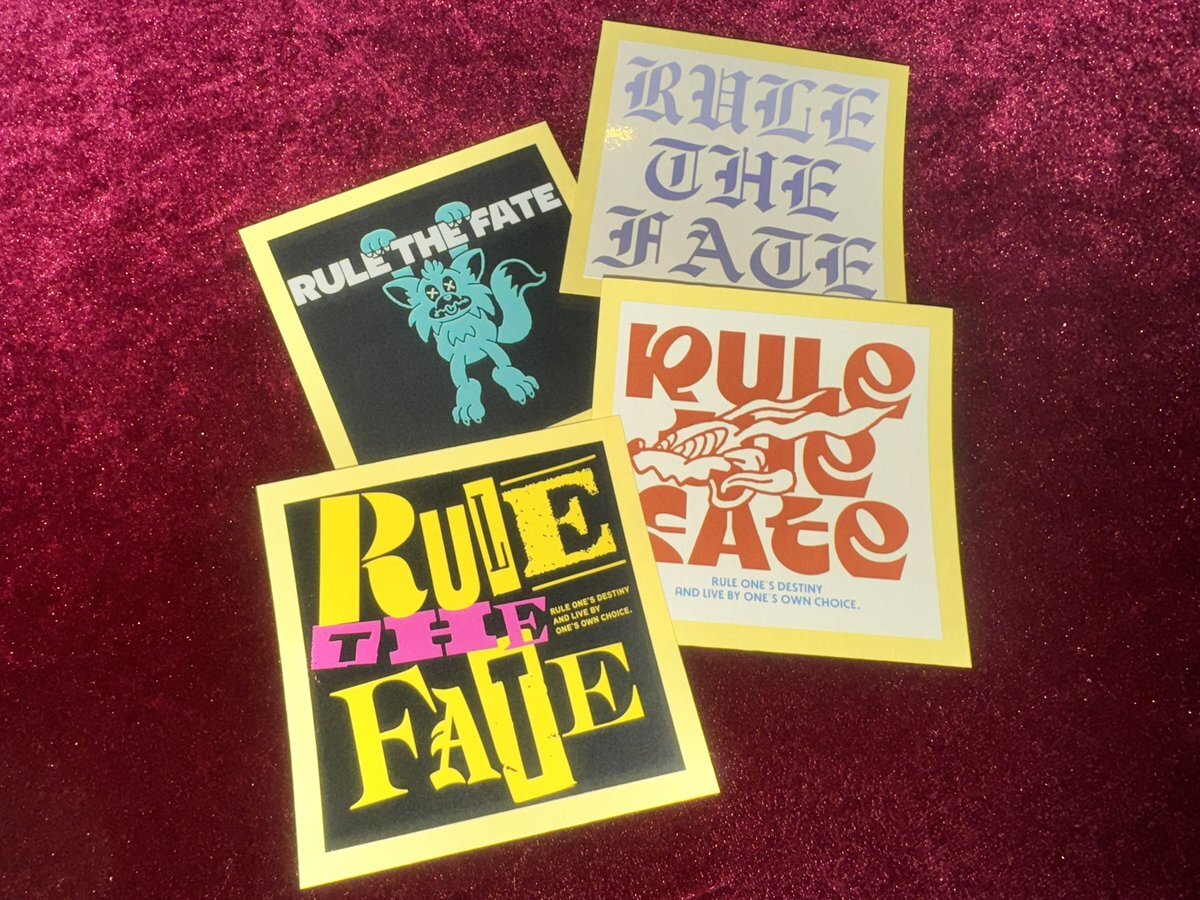 RULE
THE
FATE
RULE THE FATE
RULE
THE
FATE
RULE ONE'S DESTINY
AND LIVE BY ONE'S OWN CHOICE.
RULE
THE
FATE
RULE ONE'S DESTINY
AND LIVE BY
ONE'S OWN CHOICE.